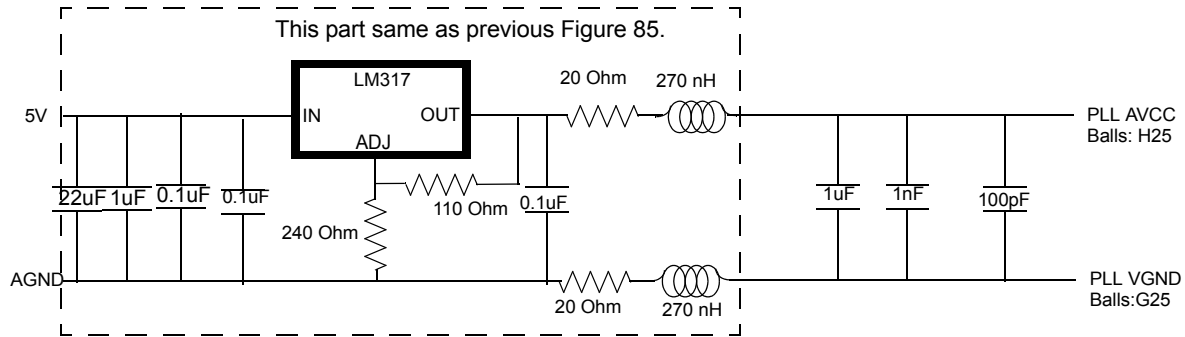 This part same as previous Figure 85.
LM317
20 Ohm
270 nH
5V
IN
OUT
ADJ
PLL AVCC
Balls: H25
22uF
1uF
0.1uF
0.1uF
110 Ohm
0.1uF
1uF
1nF
100pF
240 Ohm
AGND
20 Ohm
270 nH
PLL VGND
Balls:G25